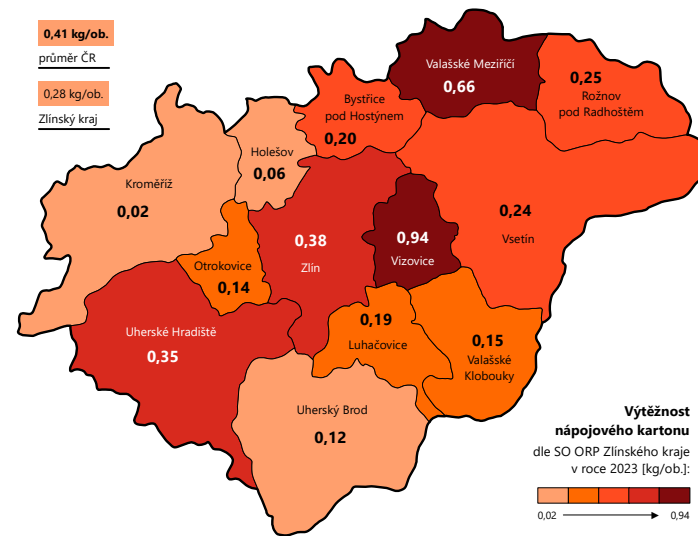 0,41 kg/ob.
průměr ČR
0,28 kg/ob.
Zlínský kraj
Valašské Meziříčí
0,66
0,25
Rožnov
pod Radhoštěm
Bystřice
pod Hostýnem
0,20
Holešov
0,06
Kroměříž
0,02
0,24
Vsetín
0,38
Zlín
0,94
Vizovice
Otrokovice
0,14
Uherské Hradiště
0,35
0,19
Luhačovice
0,15
Valašské
Klobouky
Uherský Brod
0,12
Výtěžnost
nápojového kartonu
dle SO ORP Zlínského kraje
v roce 2023 [kg/ob.]:
0,02
0,94